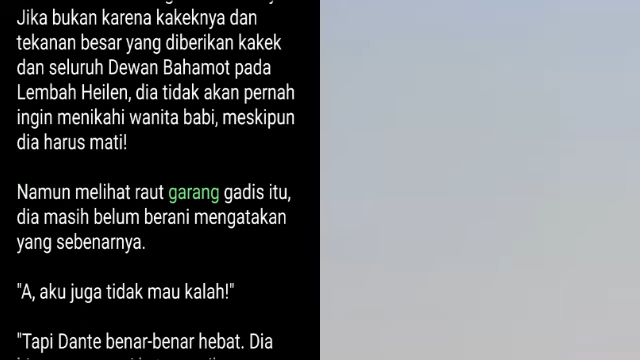 Jika bukan karena kakeknya dan
tekanan besar yang diberikan kakek
dan seluruh Dewan Bahamot pada
Lembah Heilen, dia tidak akan pernah
ingin menikahi wanita babi, meskipun
dia harus mati!
Namun melihat raut garang gadis itu,
dia masih belum berani mengatakan
yang sebenarnya.
"A, aku juga tidak mau kalah!"
"Tapi Dante benar-benar hebat. Dia